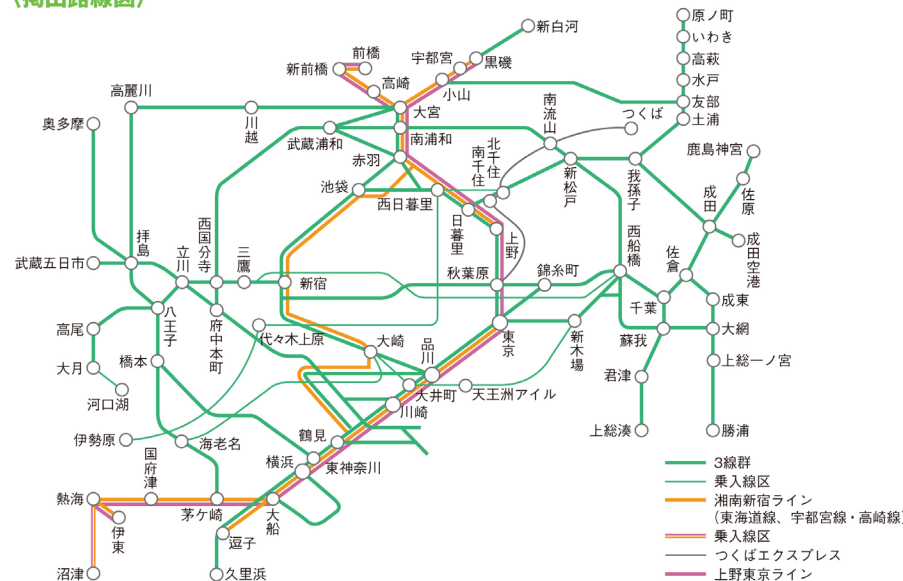 (掲出路線図)
原ノ町
いわき
高萩
水戸
友部
土浦
新白河
前橋
新前橋
高崎
宇都宮
黒磯
小山
高麗川
川越
大宮
武蔵浦和
南浦和
南流山
つくば
奥多摩
赤羽
北千住
南千住
新松戸
我孫子
鹿島神宮
佐原
成田
成田空港
池袋
西日暮里
日暮里
上野
拝島
立川
西国分寺
三鷹
新宿
秋葉原
錦糸町
西船橋
佐倉
千葉
成東
武蔵五日市
八王子
府中本町
代々木上原
大崎
品川
東京
新木場
蘇我
大網
高尾
橋本
大月
河口湖
大井町
天王洲アイル
君津
上総一ノ宮
川崎
伊勢原
海老名
鶴見
上総湊
勝浦
国府津
横浜
東神奈川
熱海
伊東
茅ケ崎
大船
逗子
沼津
久里浜
3線群
乗入線区
湘南新宿ライン
(東海道線、宇都宮線・高崎線)
乗入線区
つくばエクスプレス
上野東京ライン